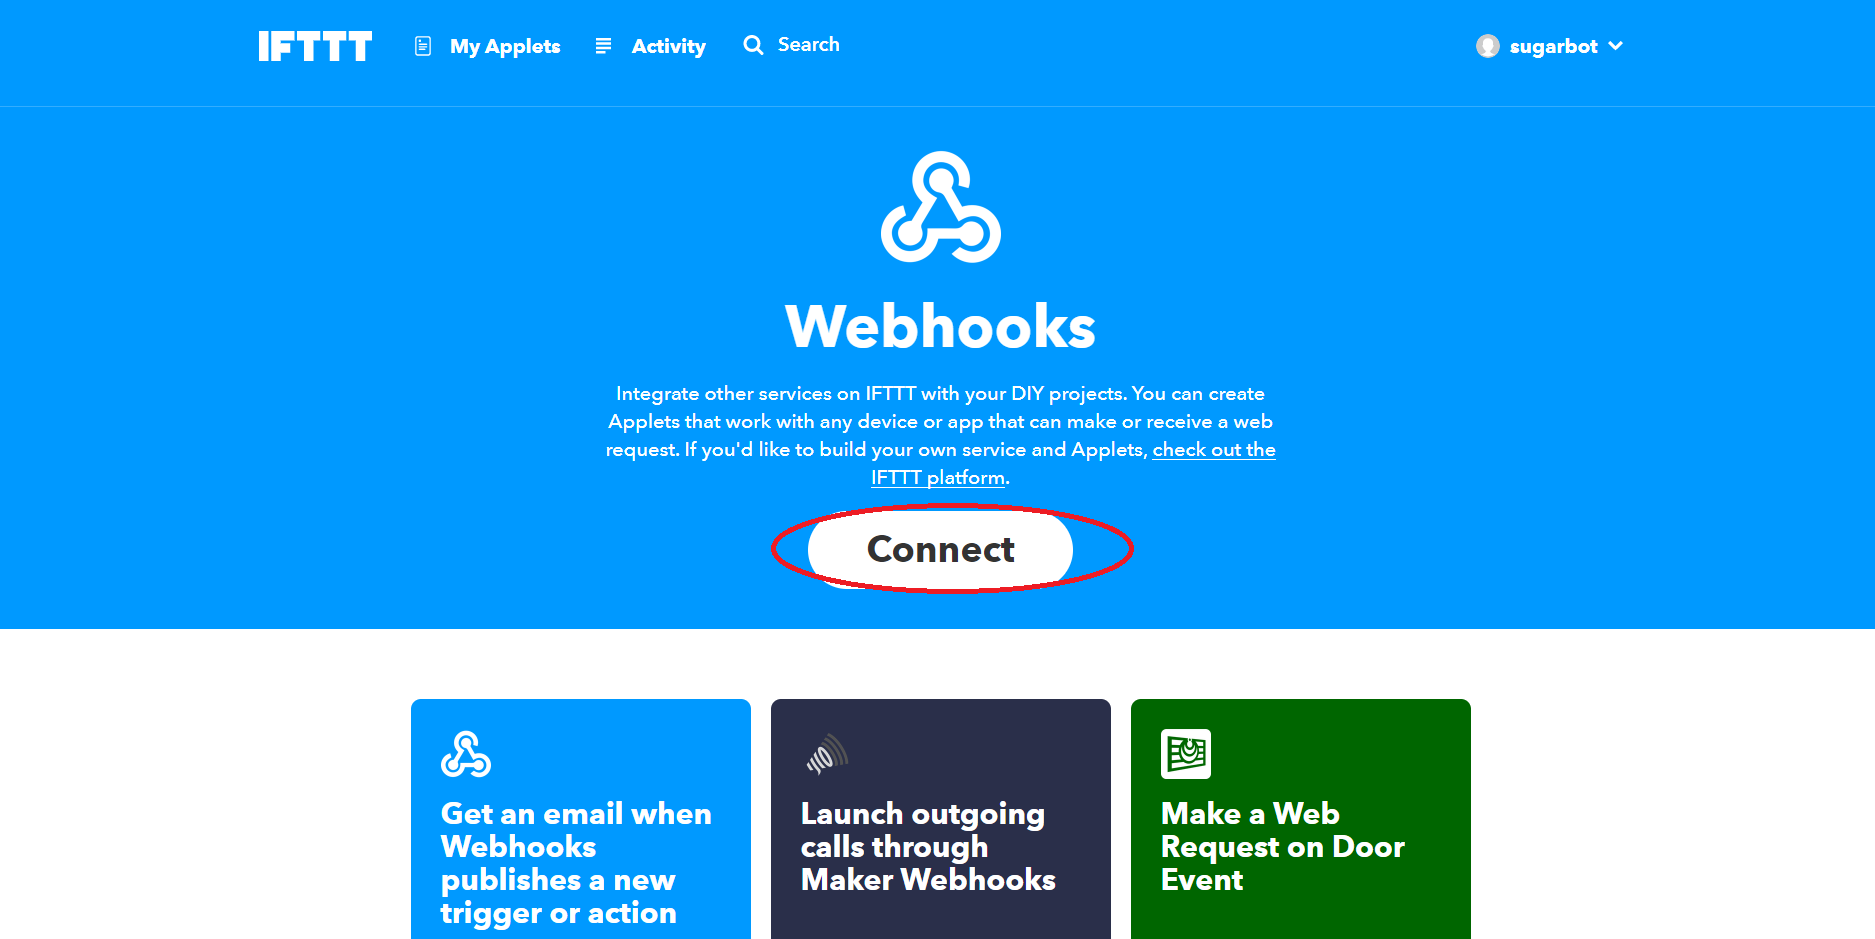 IFTTT My Applets Activity Search sugarbot
Webhooks
Integrate other services on IFTTT with your DIY projects. You can create
Applets that work with any device or app that can make or receive a web
request. If you'd like to build your own service and Applets, check out the
IFTTT platform.
Connect
Get an email when
Webhooks
publishes a new
trigger or action
Launch outgoing
calls through
Maker Webhooks
Make a Web
Request on Door
Event